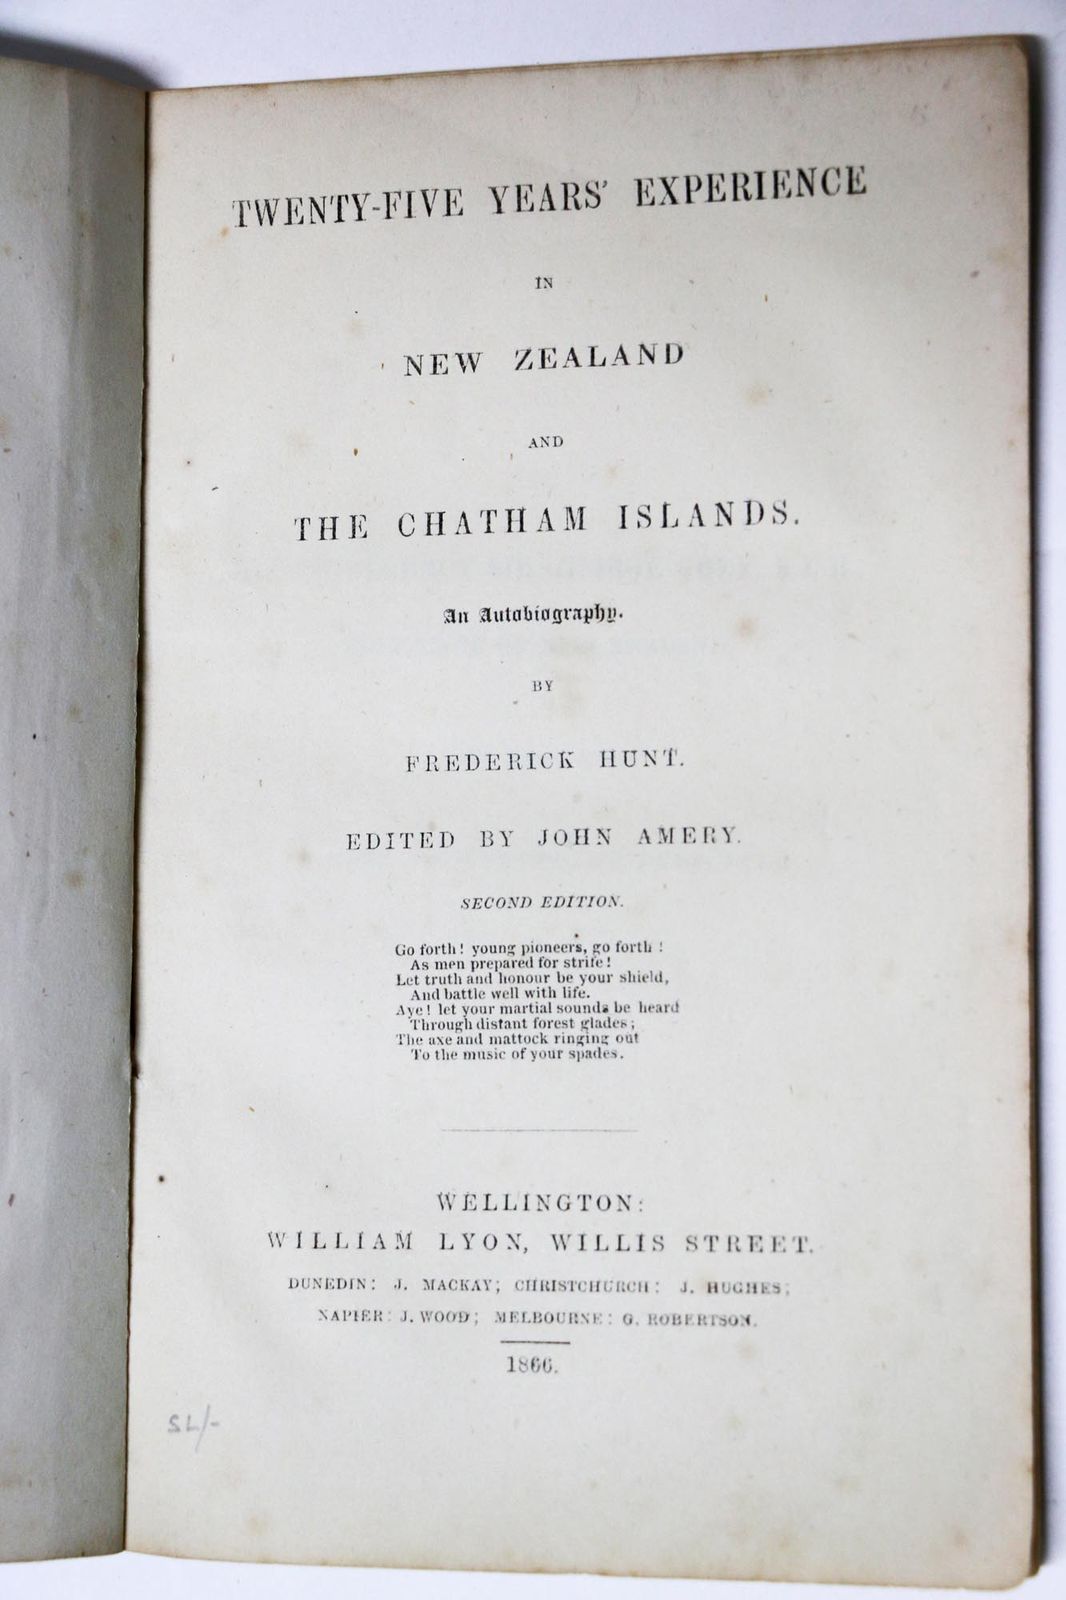 TWENTY-FIVE YEARS' EXPERIENCE
IN
NEW ZEALAND
AND
THE CHATHAM ISLANDS.
An Autobiography.
BY
FREDERICK HUNT.
EDITED BY JOHN AMERY.
SECOND EDITION.
Go forth! young pioneers, go forth!
As men prepared for strife!
Let truth and honour be your shield,
And battle well with life.
Aye! let your martial sounds be heard
Through distant forest glades;
The axe and mattock ringing out
To the music of your spades.
WELLINGTON:
WILLIAM LYON, WILLIS STREET.
DUNEDIN: J. MACKAY; CHRISTCHURCH: J. HUGHES;
NAPIER: J. WOOD; MELBOURNE: G. ROBERTSON.
1866.